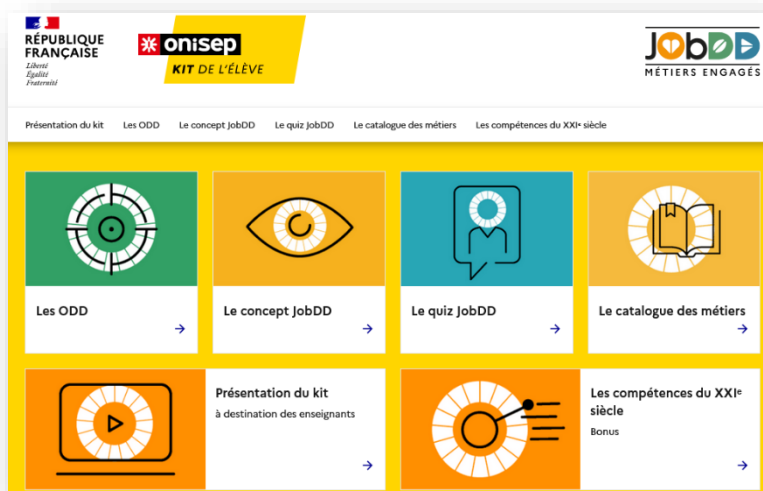 RÉPUBLIQUE
FRANÇAISE
Liberté
Égalité
Fraternité
onisep
KIT DE L'ÉLÈVE
JobDD
MÉTIERS ENGAGÉS
Présentation du kit Les ODD Le concept JobDD Le quiz JobDD Le catalogue des métiers Les compétences du XXIᵉ siècle
Les ODD
Le concept JobDD
Le quiz JobDD
Le catalogue des métiers
Présentation du kit
à destination des enseignants
Les compétences du XXIᵉ
siècle
Bonus